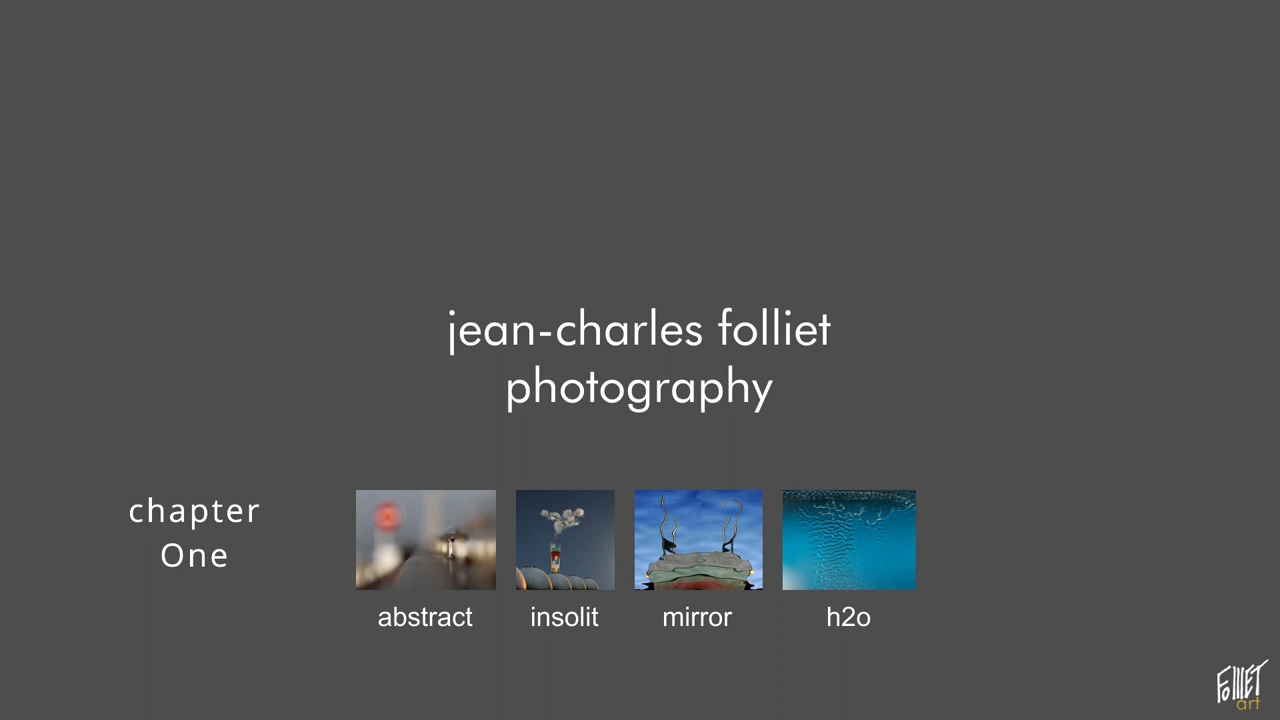 jean-charles folliet
photography
chapter
One
abstract
insolit
mirror
h2o
FOLLIET
art